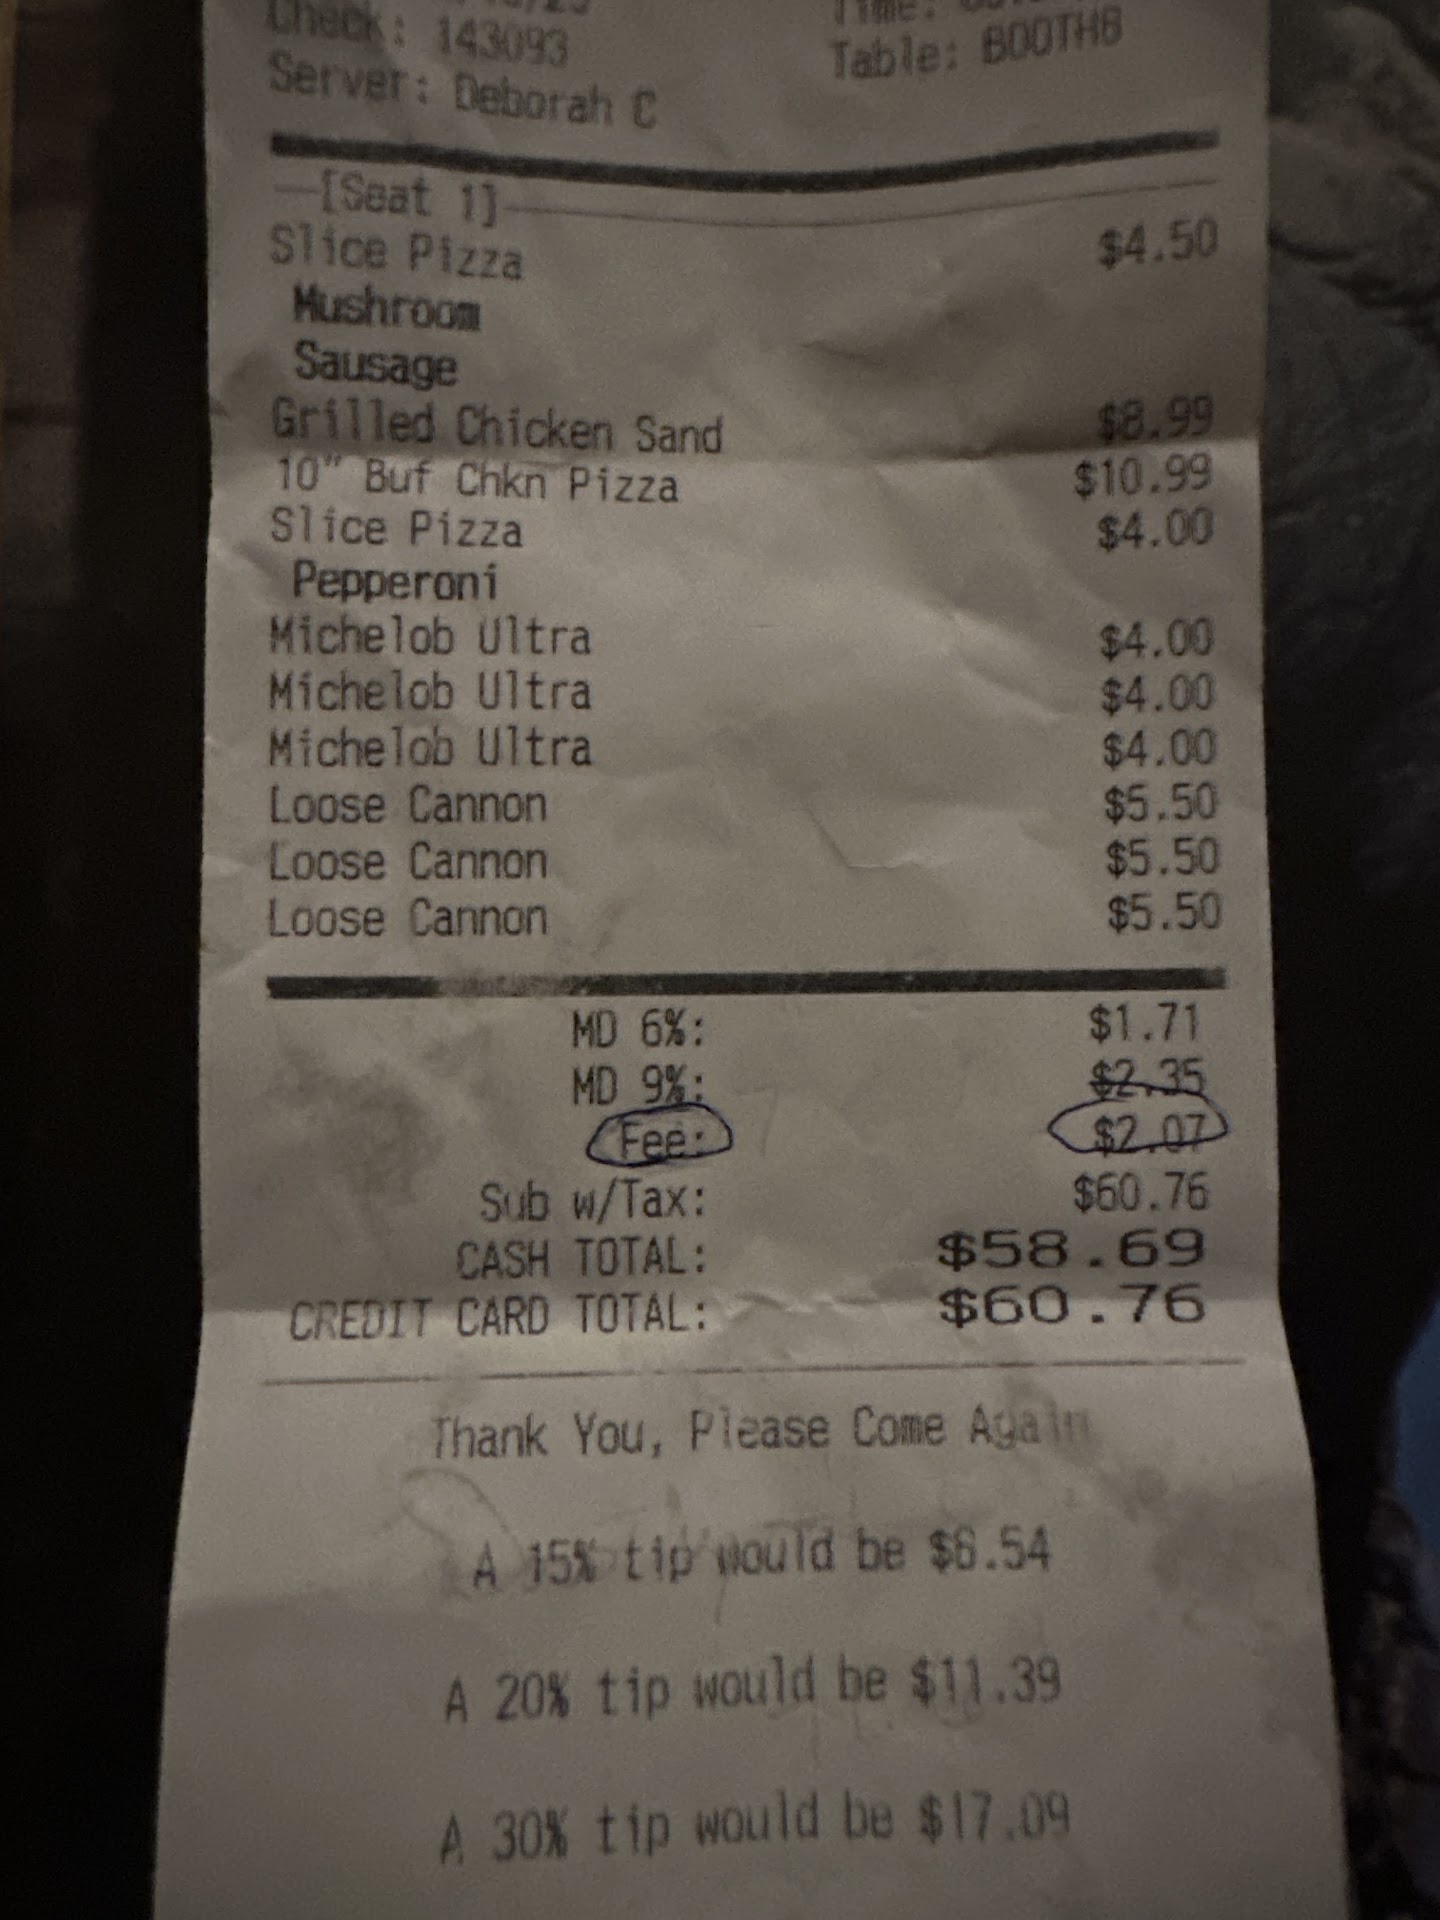 Check: 143093
Time:
Table: BOOTH8
Server: Deborah C
[Seat 1]
Slice Pizza $4.50
Mushroom
Sausage
Grilled Chicken Sand $8.99
10" Buf Chkn Pizza $10.99
Slice Pizza $4.00
Pepperoni
Michelob Ultra $4.00
Michelob Ultra $4.00
Michelob Ultra $4.00
Loose Cannon $5.50
Loose Cannon $5.50
Loose Cannon $5.50
MD 6%: $1.71
MD 9%: $2.35
Fee: $2.07
Sub w/Tax: $60.76
CASH TOTAL: $58.69
CREDIT CARD TOTAL: $60.76
Thank You, Please Come Again
A 15% tip would be $8.54
A 20% tip would be $11.39
A 30% tip would be $17.09